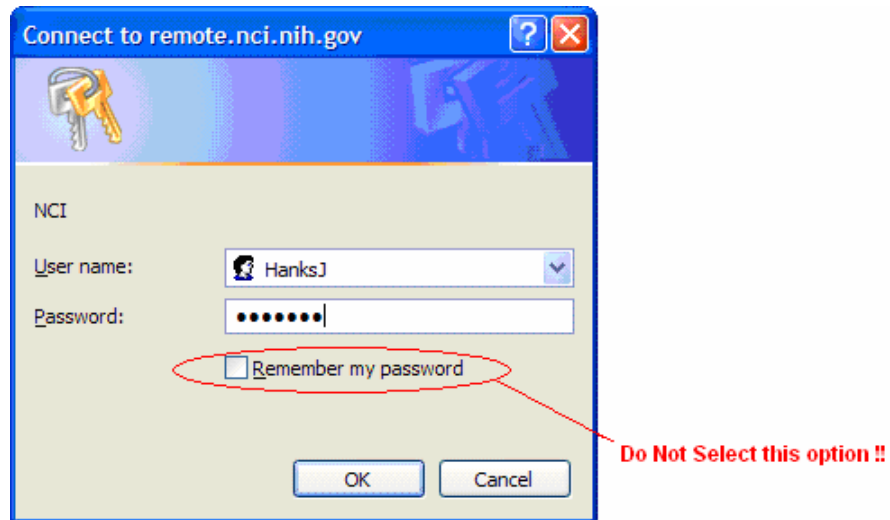 Connect to remote.nci.nih.gov
NCI
User name: HanksJ
Password: •••••••
Remember my password
Do Not Select this option !!
OK Cancel